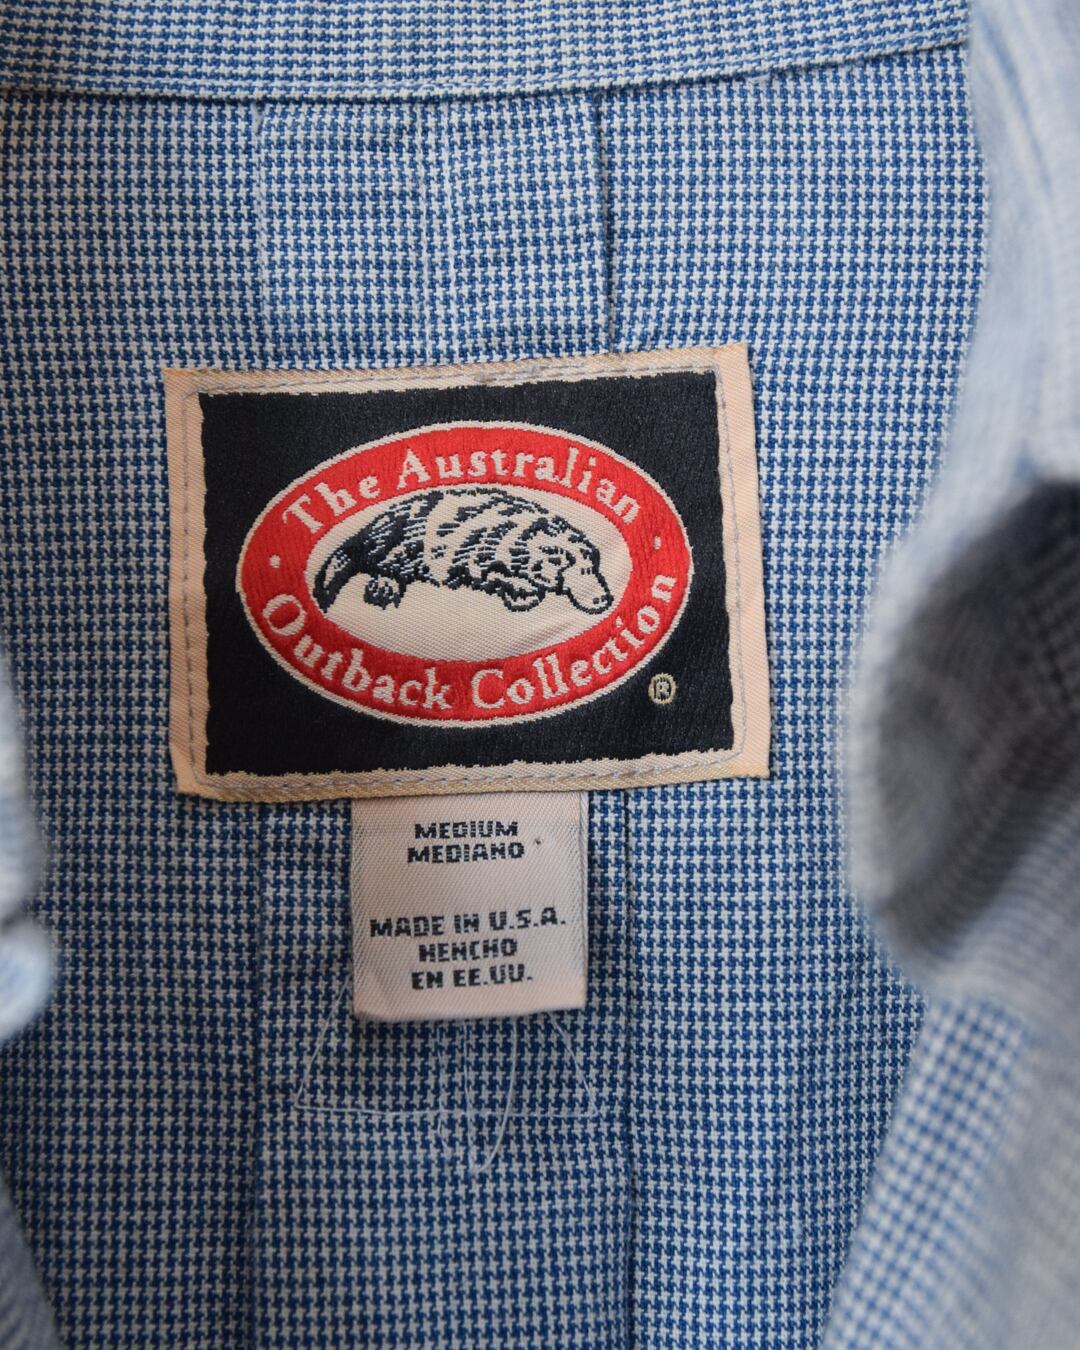 The Australian
Outback Collection
®
MEDIUM
MEDIANO
MADE IN U.S.A.
HENCHO
EN EE.UU.